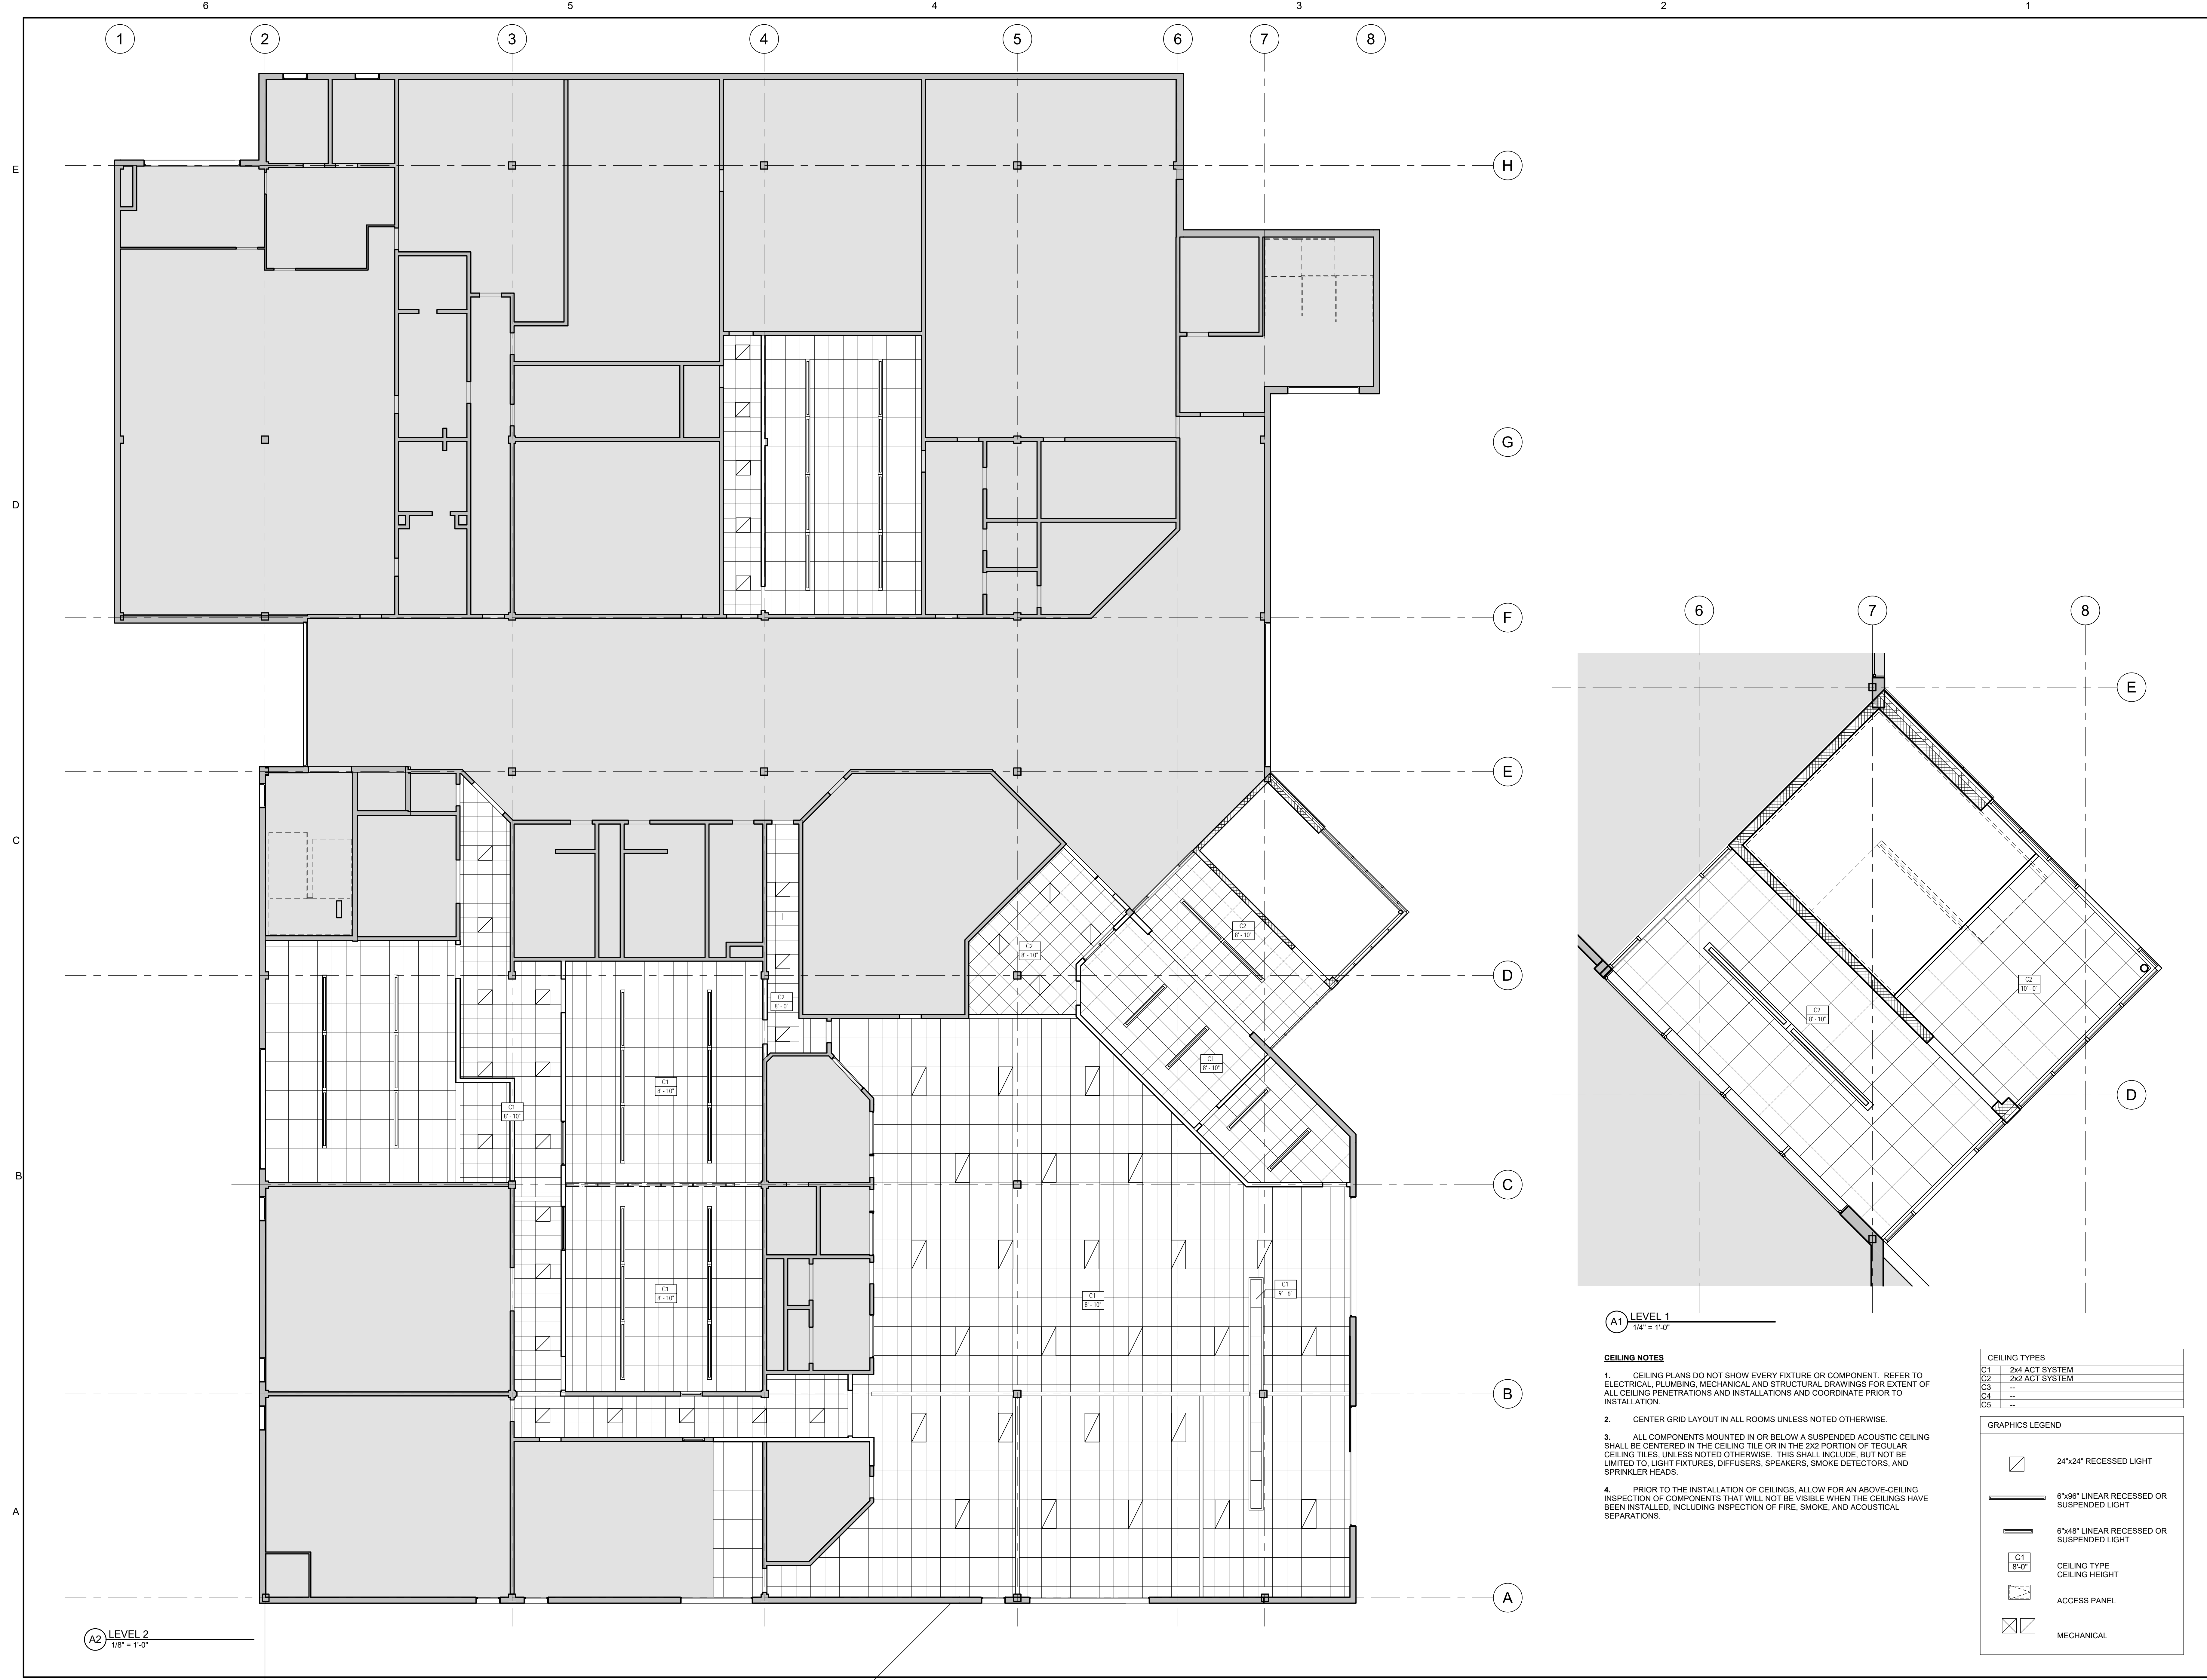 6 5 4 3 2 1
1 2 3 4 5 6 7 8
E
H
D
G
F
6 7 8
E
E
C
C2
8' - 10"
C2
8' - 10"
D
C2
8' - 0"
C2
10' - 0"
C2
8' - 10"
C1
8' - 10"
C1
8' - 10"
C1
8' - 10"
D
B
C
C1
8' - 10"
C1
9' - 6"
C1
8' - 10"
B
A
A
A2 LEVEL 2
1/8" = 1'-0"
A1 LEVEL 1
1/4" = 1'-0"
CEILING NOTES
1. CEILING PLANS DO NOT SHOW EVERY FIXTURE OR COMPONENT. REFER TO
ELECTRICAL, PLUMBING, MECHANICAL AND STRUCTURAL DRAWINGS FOR EXTENT OF
ALL CEILING PENETRATIONS AND INSTALLATIONS AND COORDINATE PRIOR TO
INSTALLATION.
2. CENTER GRID LAYOUT IN ALL ROOMS UNLESS NOTED OTHERWISE.
3. ALL COMPONENTS MOUNTED IN OR BELOW A SUSPENDED ACOUSTIC CEILING
SHALL BE CENTERED IN THE CEILING TILE OR IN THE 2X2 PORTION OF TEGULAR
CEILING TILES, UNLESS NOTED OTHERWISE. THIS SHALL INCLUDE, BUT NOT BE
LIMITED TO, LIGHT FIXTURES, DIFFUSERS, SPEAKERS, SMOKE DETECTORS, AND
SPRINKLER HEADS.
4. PRIOR TO THE INSTALLATION OF CEILINGS, ALLOW FOR AN ABOVE-CEILING
INSPECTION OF COMPONENTS THAT WILL NOT BE VISIBLE WHEN THE CEILINGS HAVE
BEEN INSTALLED, INCLUDING INSPECTION OF FIRE, SMOKE, AND ACOUSTICAL
SEPARATIONS.
CEILING TYPES
C1 2x4 ACT SYSTEM
C2 2x2 ACT SYSTEM
C3 --
C4 --
C5 --
GRAPHICS LEGEND
24"x24" RECESSED LIGHT
6"x96" LINEAR RECESSED OR
SUSPENDED LIGHT
6"x48" LINEAR RECESSED OR
SUSPENDED LIGHT
C1
8'-0"
CEILING TYPE
CEILING HEIGHT
ACCESS PANEL
MECHANICAL